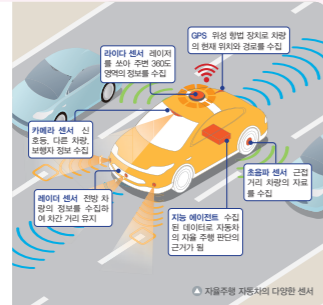 라이다 센서 레이저
를 쏘아 주변 360도
영역의 정보를 수집
GPS 위성 항법 장치로 차량
의 현재 위치와 경로를 수집
카메라 센서 신
호등, 다른 차량,
보행자 정보 수집
레이더 센서 전방 차
량의 정보를 수집하
여 차간 거리 유지
지능 에이전트 수집
된 데이터로 자동차
의 자율 주행 판단의
근거가 됨
초음파 센서 근접
거리 차량의 자료
를 수집
▲ 자율주행 자동차의 다양한 센서